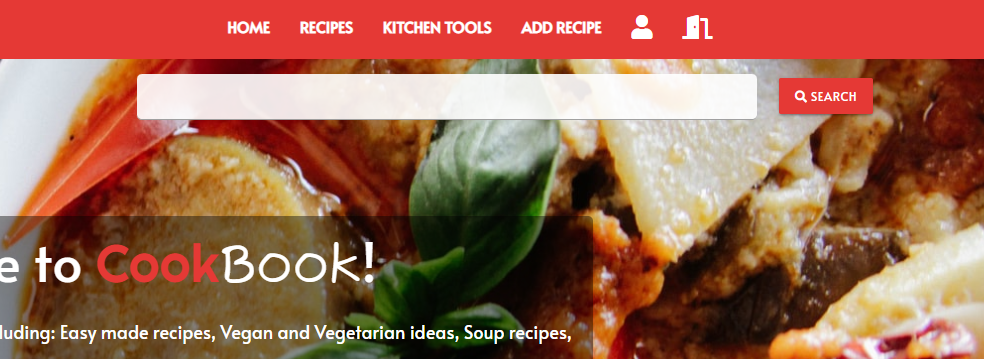 HOME RECIPES KITCHEN TOOLS ADD RECIPE
SEARCH
e to CookBook!
luding: Easy made recipes, Vegan and Vegetarian ideas, Soup recipes,